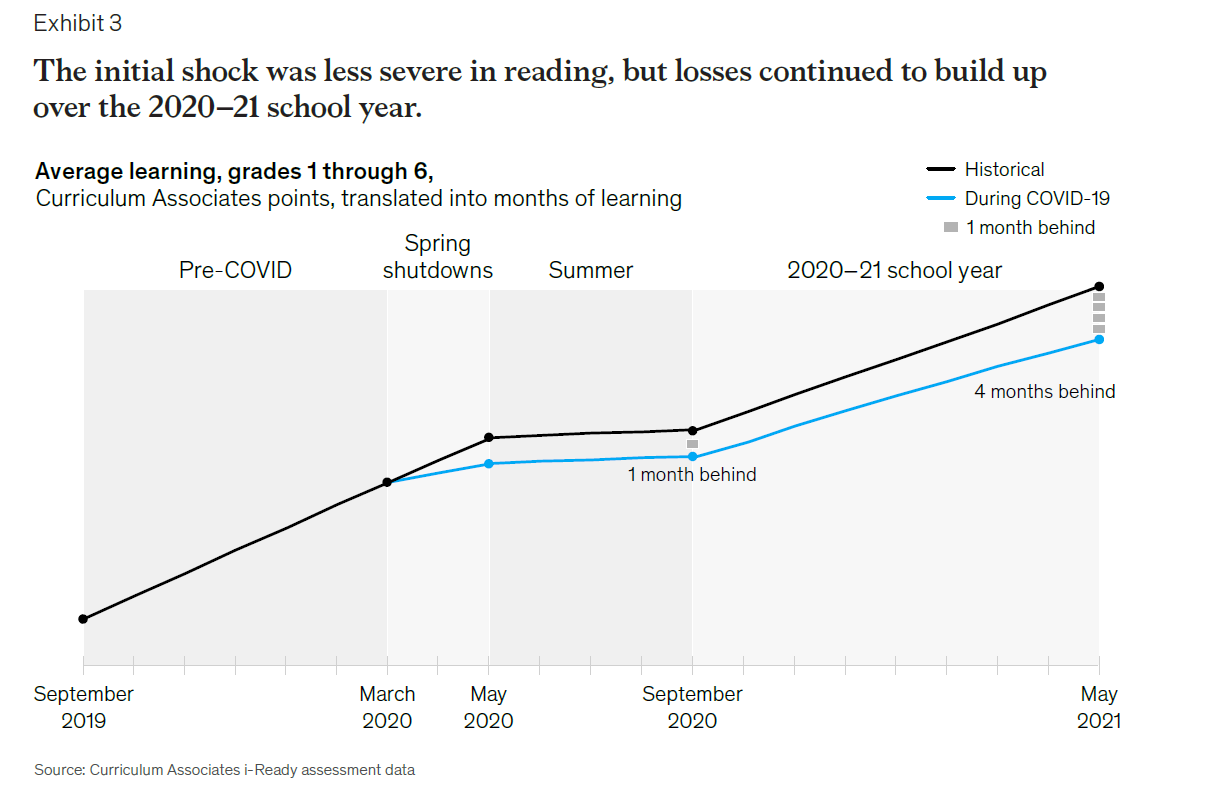 Exhibit 3
The initial shock was less severe in reading, but losses continued to build up
over the 2020–21 school year.
Average learning, grades 1 through 6,
Curriculum Associates points, translated into months of learning
Historical
During COVID-19
1 month behind
Pre-COVID
Spring
shutdowns
Summer
2020–21 school year
4 months behind
1 month behind
September
2019
March
2020
May
2020
September
2020
May
2021
Source: Curriculum Associates i-Ready assessment data